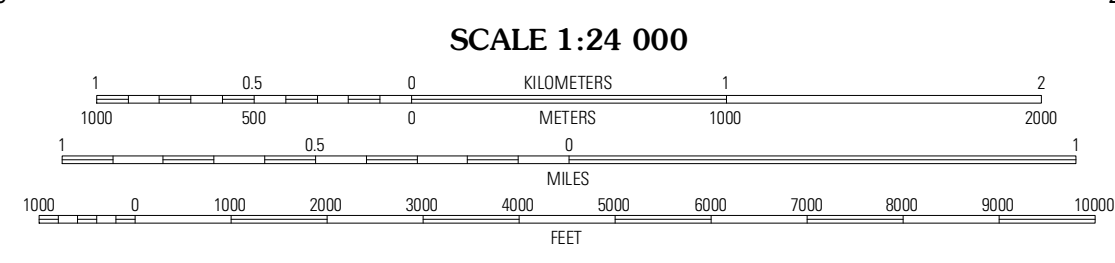 SCALE 1:24 000
1 0.5 0 KILOMETERS 1 2
1000 500 0 METERS 1000 2000
1 0.5 0 1
MILES
1000 0 1000 2000 3000 4000 5000 6000 7000 8000 9000 10000
FEET